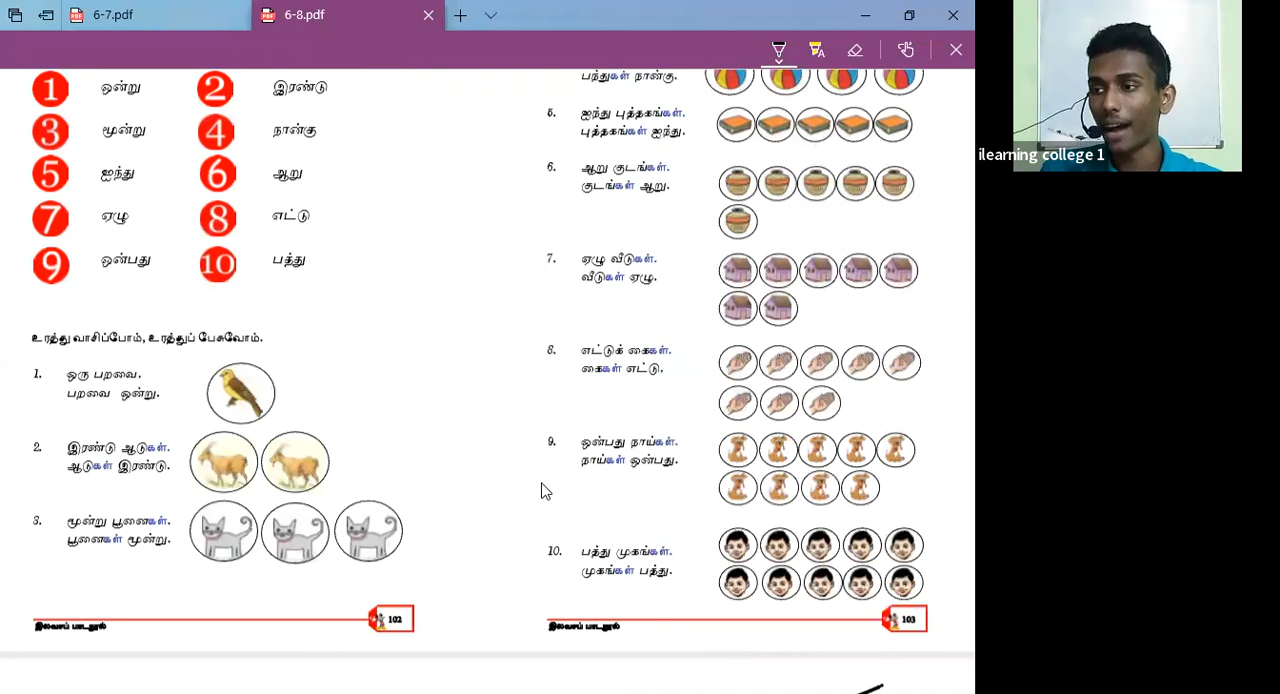 6-7.pdf
6-8.pdf
ilearning college 1
1 ஒன்று 2 இரண்டு
3 மூன்று 4 நான்கு
5 ஐந்து 6 ஆறு
7 ஏழு 8 எட்டு
9 ஒன்பது 10 பத்து
உரத்து வாசிப்போம், உரத்துப் பேசுவோம்.
1. ஒரு பறவை.
பறவை ஒன்று.
2. இரண்டு ஆடுகள்.
ஆடுகள் இரண்டு.
3. மூன்று பூனைகள்.
பூனைகள் மூன்று.
இலவசப் பாடநூல்
102
பந்துகள் நான்கு.
5. ஐந்து புத்தகங்கள்.
புத்தகங்கள் ஐந்து.
6. ஆறு குடங்கள்.
குடங்கள் ஆறு.
7. ஏழு வீடுகள்.
வீடுகள் ஏழு.
8. எட்டுக் கைகள்.
கைகள் எட்டு.
9. ஒன்பது நாய்கள்.
நாய்கள் ஒன்பது.
10. பத்து முகங்கள்.
முகங்கள் பத்து.
இலவசப் பாடநூல்
103